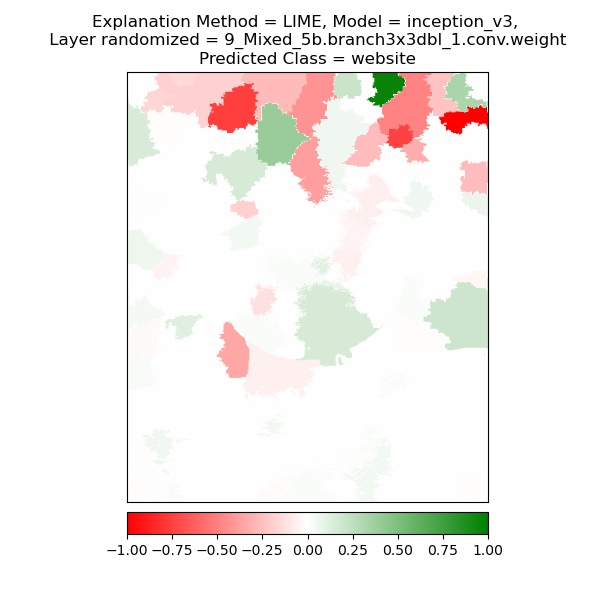 Explanation Method = LIME, Model = inception_v3,
Layer randomized = 9_Mixed_5b.branch3x3dbl_1.conv.weight
Predicted Class = website
−1.00 −0.75 −0.50 −0.25 0.00 0.25 0.50 0.75 1.00